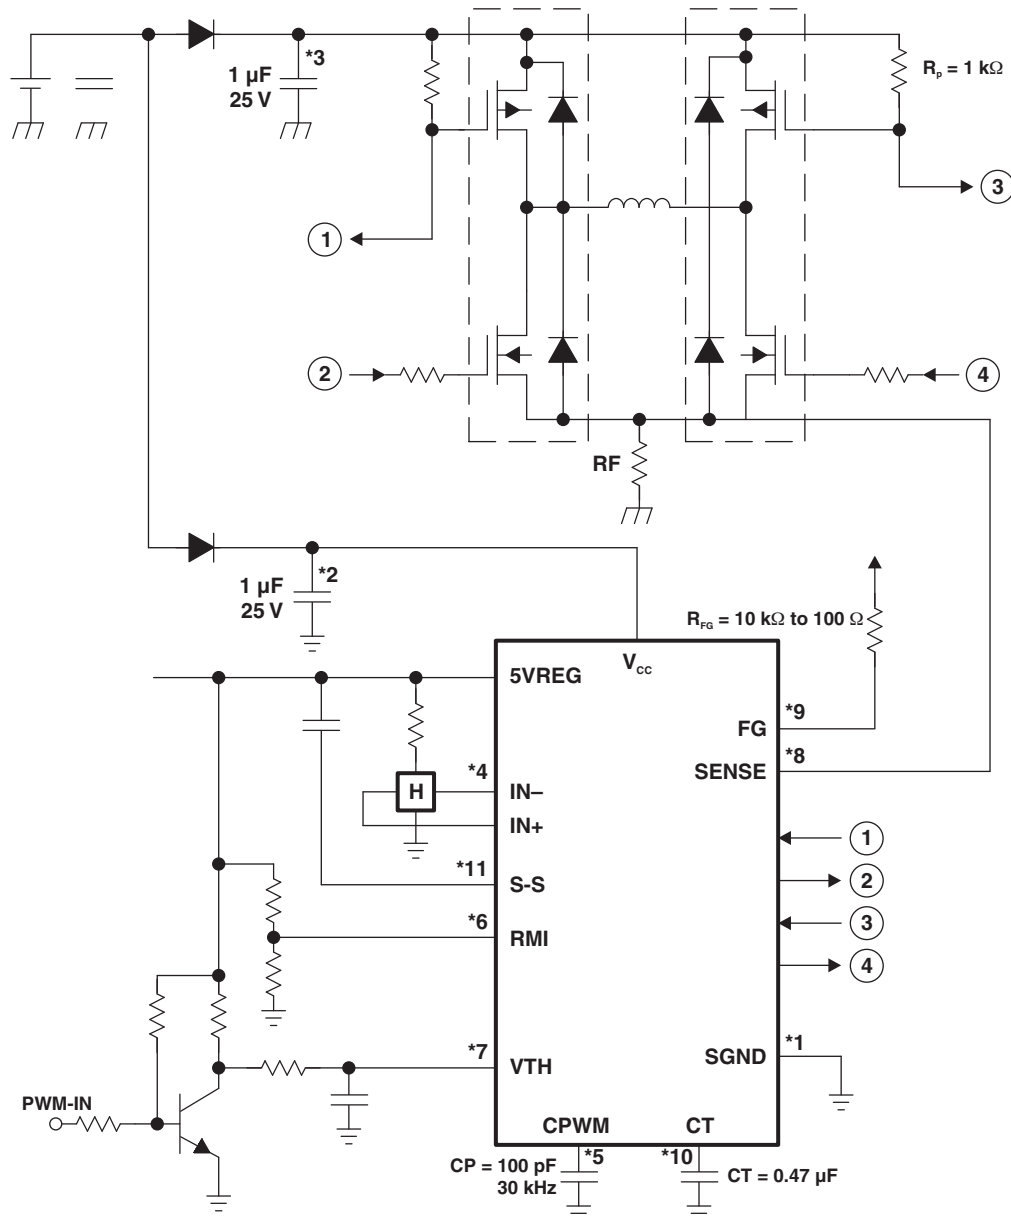 *3
1 µF
25 V
R_P = 1 kΩ
3
1
2
4
RF
*2
1 µF
25 V
R_FG = 10 kΩ to 100 Ω
V_CC
5VREG
*9
FG
*8
SENSE
*4
H
IN–
IN+
1
*11
S-S
2
*6
RMI
3
4
*7
VTH
*1
SGND
PWM-IN
CPWM
CT
*5
*10
CP = 100 pF
30 kHz
CT = 0.47 µF